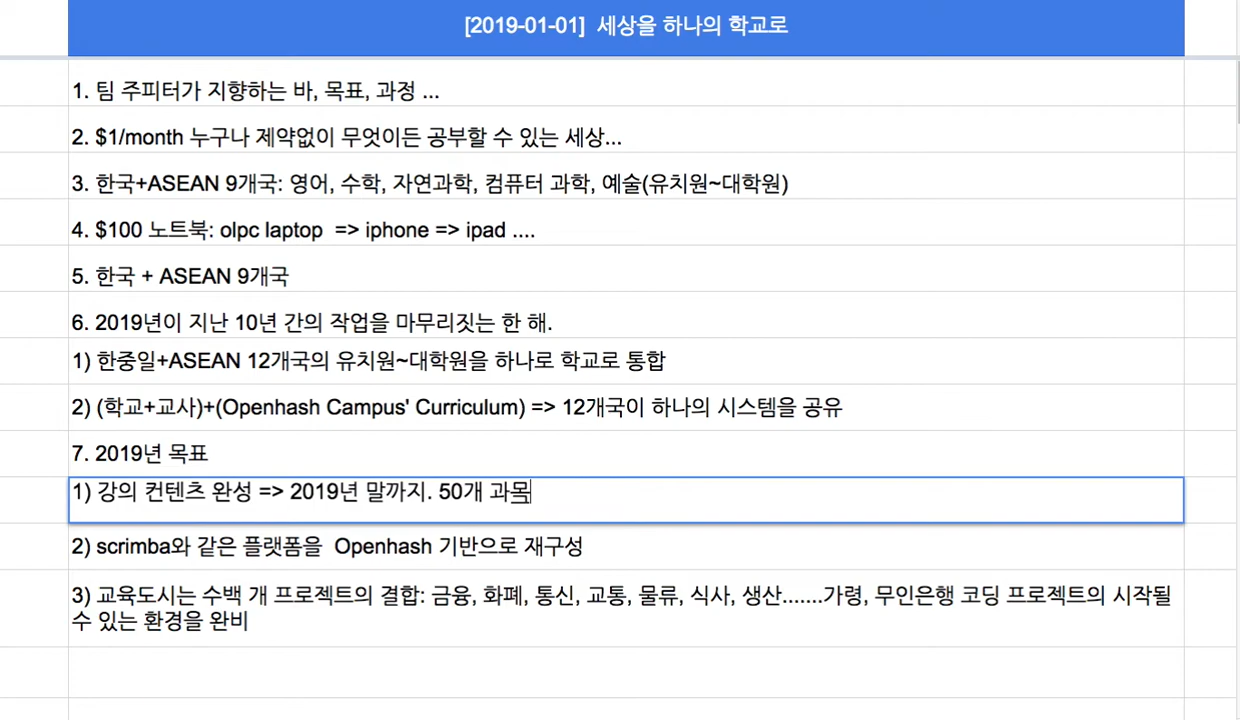 [2019-01-01]  세상을 하나의 학교로
1. 팀 주피터가 지향하는 바, 목표, 과정 ...
2. $1/month 누구나 제약없이 무엇이든 공부할 수 있는 세상...
3. 한국+ASEAN 9개국: 영어, 수학, 자연과학, 컴퓨터 과학, 예술(유치원~대학원)
4. $100 노트북: olpc laptop  => iphone => ipad ....
5. 한국 + ASEAN 9개국
6. 2019년이 지난 10년 간의 작업을 마무리짓는 한 해.
1) 한중일+ASEAN 12개국의 유치원~대학원을 하나로 학교로 통합
2) (학교+교사)+(Openhash Campus' Curriculum) => 12개국이 하나의 시스템을 공유
7. 2019년 목표
1) 강의 컨텐츠 완성 => 2019년 말까지. 50개 과목
2) scrimba와 같은 플랫폼을  Openhash 기반으로 재구성
3) 교육도시는 수백 개 프로젝트의 결합: 금융, 화폐, 통신, 교통, 물류, 식사, 생산.......가령, 무인은행 코딩 프로젝트의 시작될
수 있는 환경을 완비